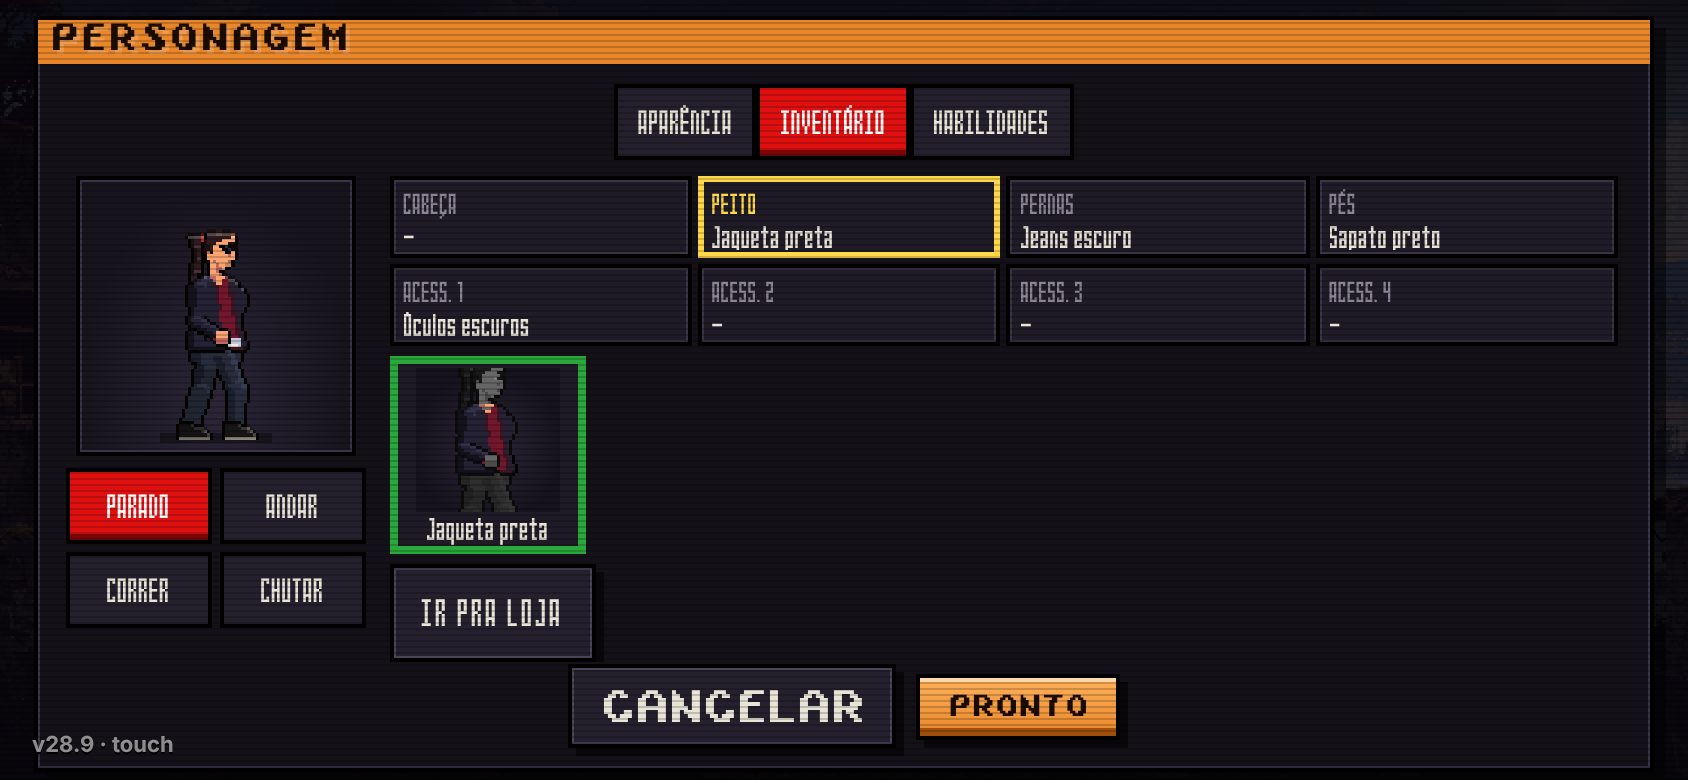 PERSONAGEM
APARÊNCIA INVENTÁRIO HABILIDADES
CABEÇA
-
PEITO
Jaqueta preta
PERNAS
Jeans escuro
PÉS
Sapato preto
ACESS. 1
Óculos escuros
ACESS. 2
-
ACESS. 3
-
ACESS. 4
-
Jaqueta preta
PARADO ANDAR
CORRER CHUTAR
IR PRA LOJA
CANCELAR PRONTO
v28.9 · touch